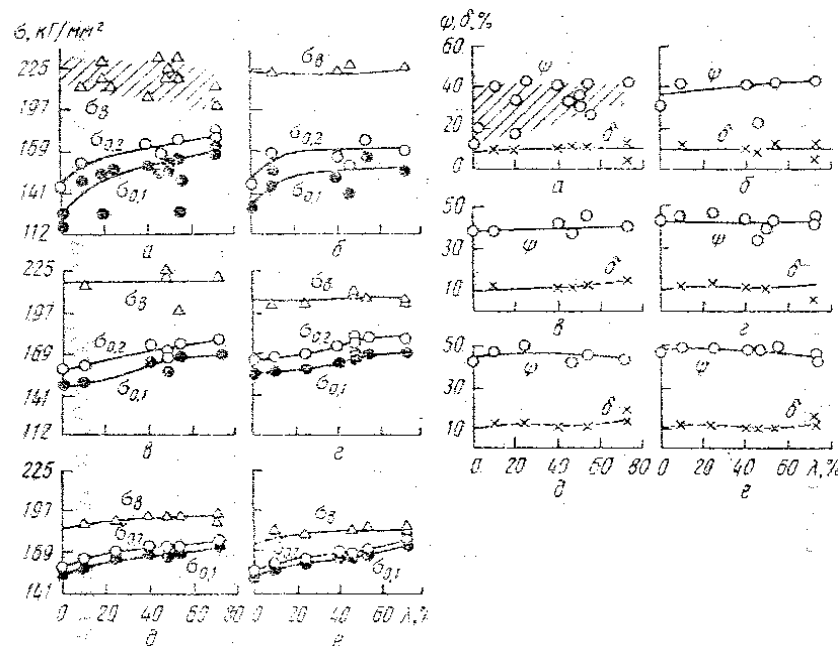 σ, кГ/мм²
ψ, δ, %
225
197
169
141
112
σв
σ0,2
σ0,1
а
σв
σ0,2
σ0,1
б
60
40
20
0
ψ
δ
а
ψ
δ
б
225
197
169
141
112
σв
σ0,2
σ0,1
в
σв
σ0,2
σ0,1
г
50
30
10
ψ
δ
в
ψ
δ
г
50
30
10
ψ
δ
0 20 40 60 80
д
ψ
δ
0 20 40 60 λ, %
е
225
197
169
141
σв
σ0,2
σ0,1
0 20 40 60 80
д
σв
σ0,2
σ0,1
0 20 40 60 λ, %
е